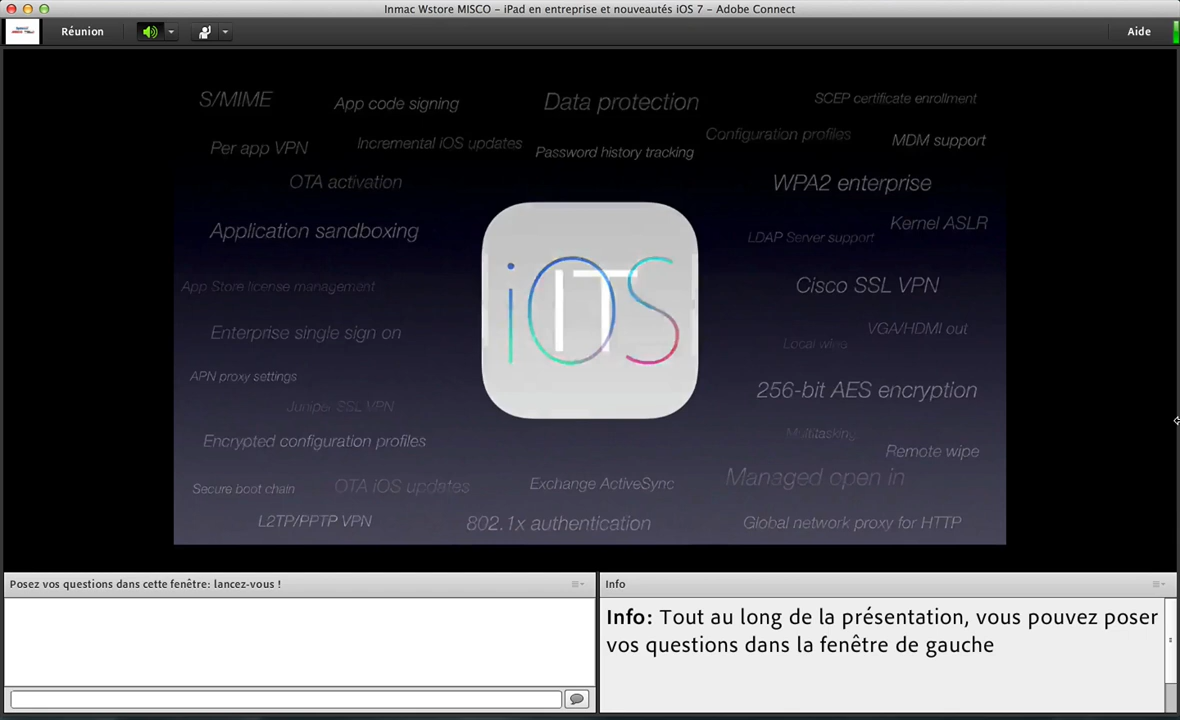 Inmac Wstore MISCO – iPad en entreprise et nouveautés iOS 7 – Adobe Connect
Réunion
Aide
S/MIME
App code signing
Data protection
SCEP certificate enrollment
Per app VPN
Incremental iOS updates
Password history tracking
Configuration profiles
MDM support
OTA activation
WPA2 enterprise
Application sandboxing
LDAP Server support
Kernel ASLR
App Store license management
Cisco SSL VPN
Enterprise single sign on
VGA/HDMI out
Local wipe
iOS
IT
APN proxy settings
256-bit AES encryption
Juniper SSL VPN
Encrypted configuration profiles
Multitasking
Remote wipe
Secure boot chain
OTA iOS updates
Exchange ActiveSync
Managed open in
L2TP/PPTP VPN
802.1x authentication
Global network proxy for HTTP
Posez vos questions dans cette fenêtre: lancez-vous !
Info
Info: Tout au long de la présentation, vous pouvez poser
vos questions dans la fenêtre de gauche